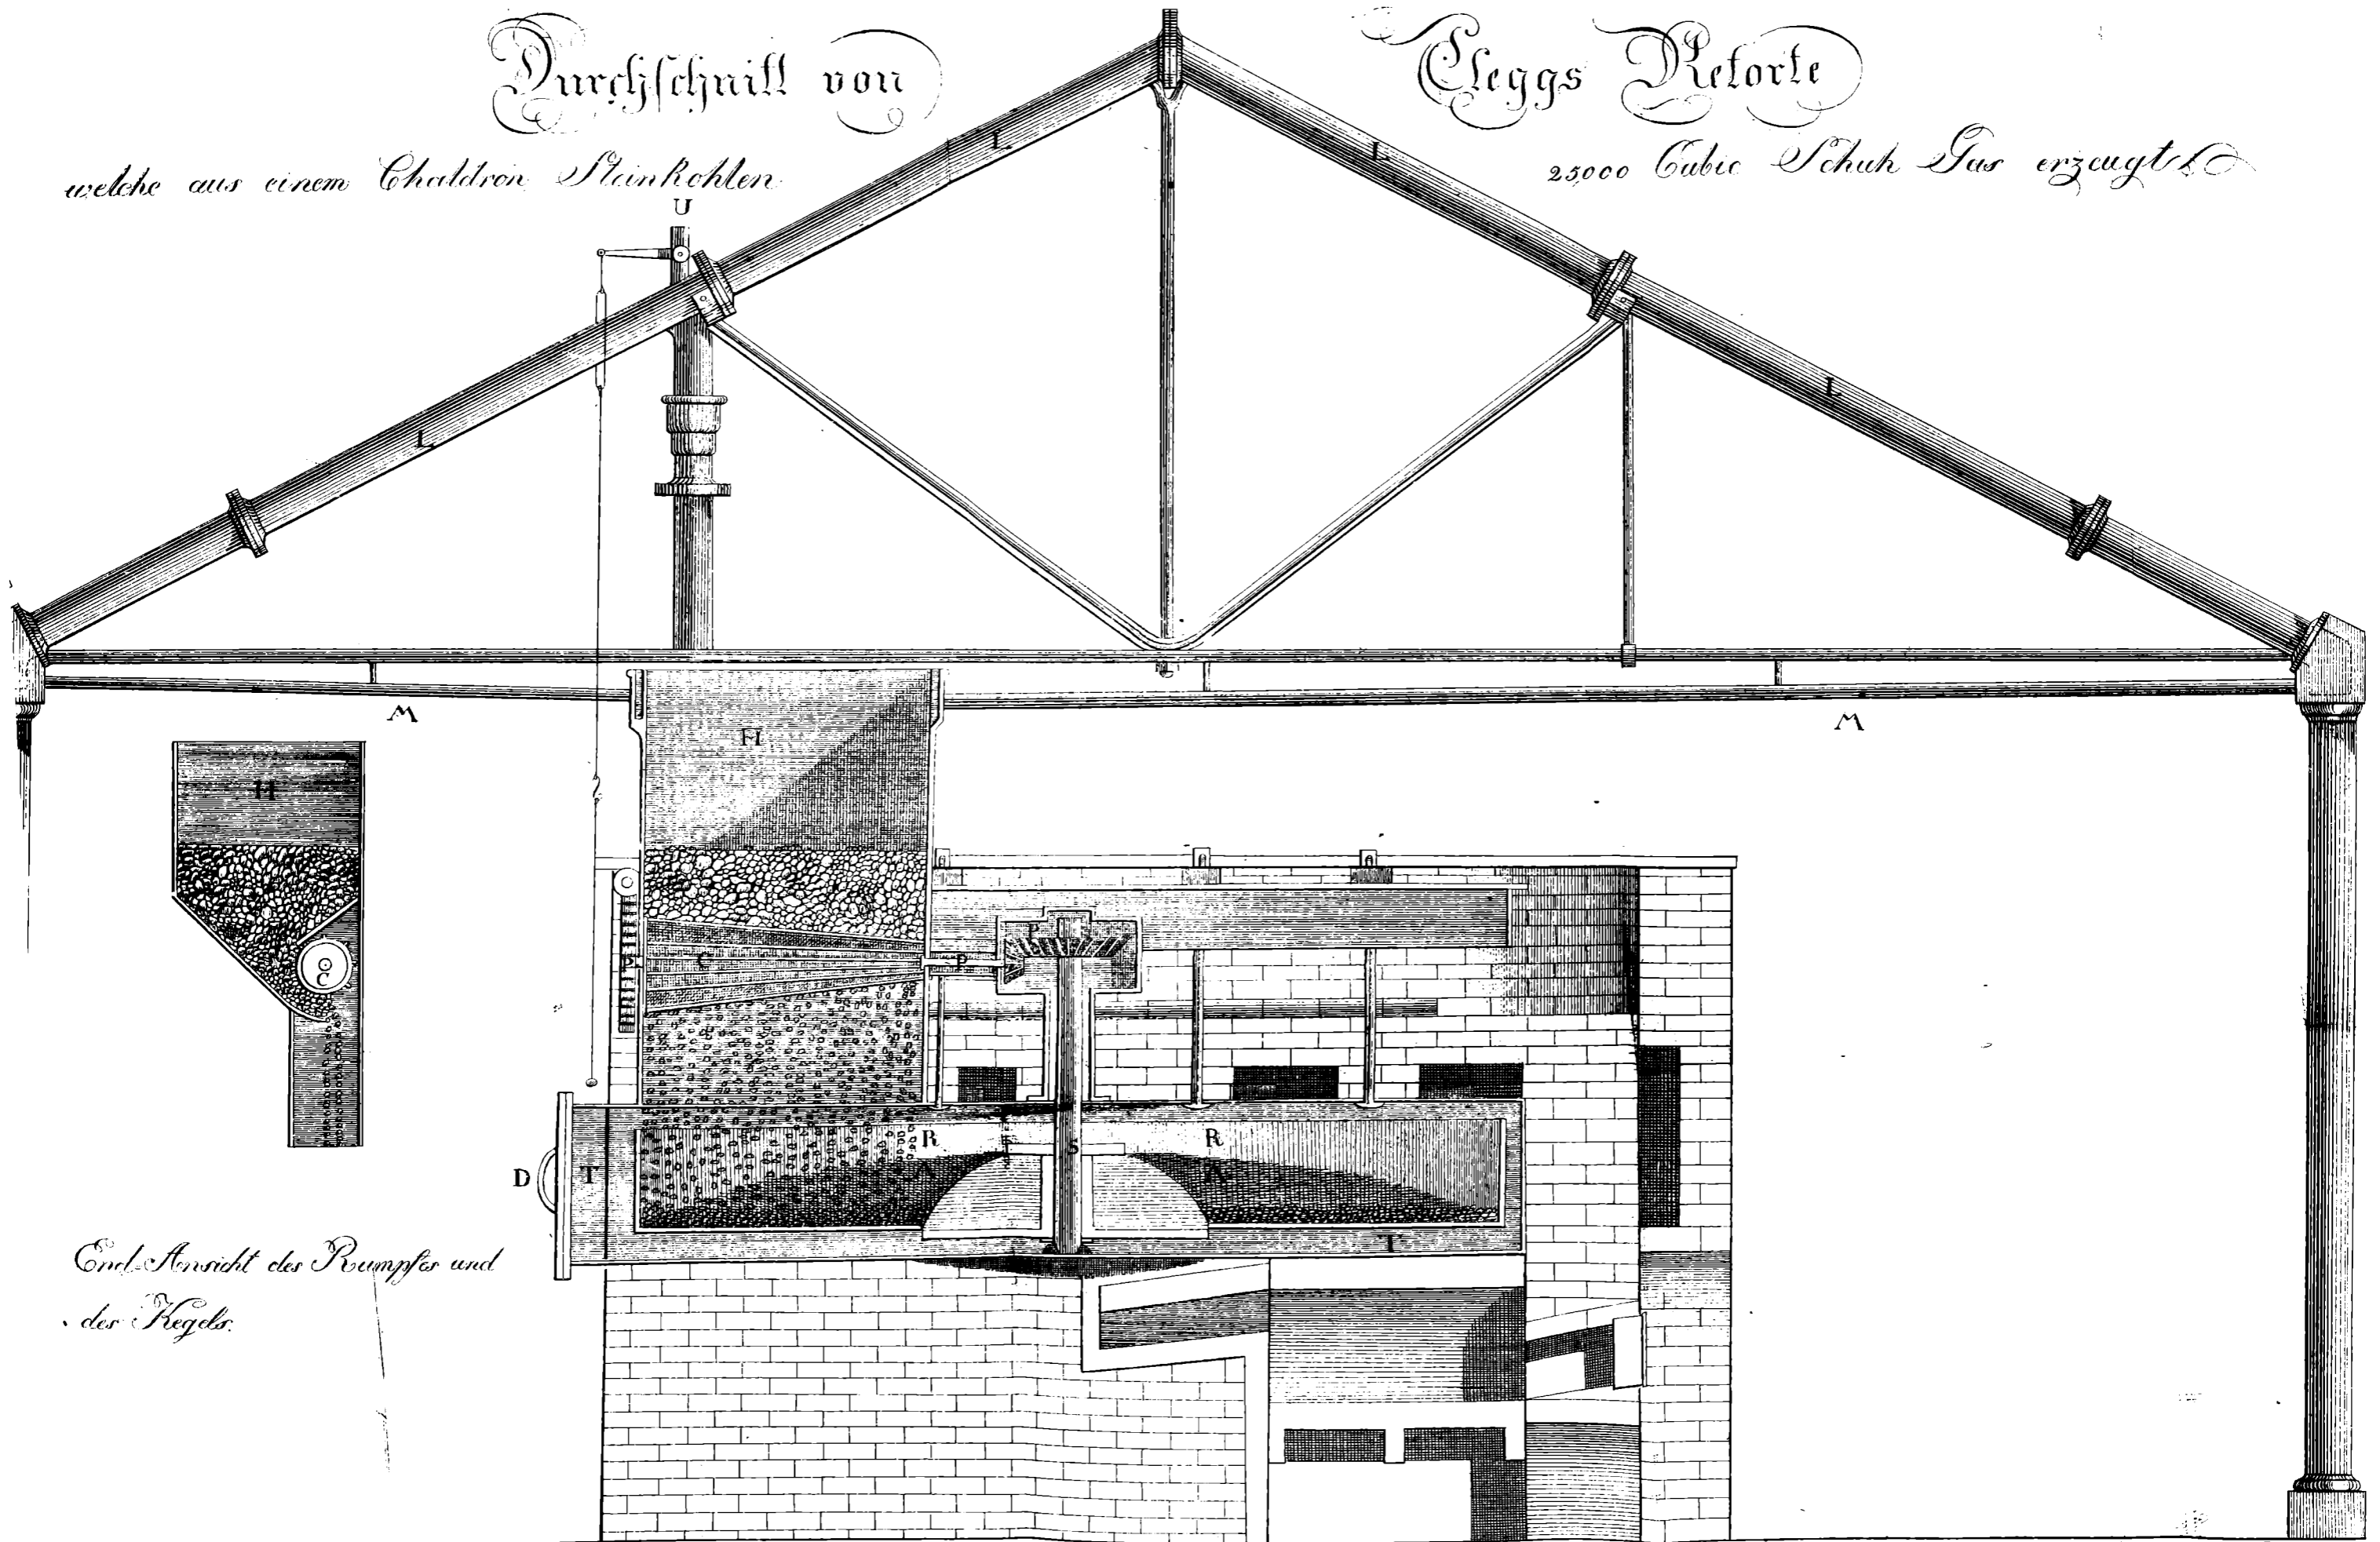 Durchschnitt von Cleggs Retorte
welche aus einem Chaldron Steinkohlen 25000 Cubic Schuh Gas erzeugt
U
L
L
L
L
M
M
H
H
C
P
P
C
R
R
A
A
S
D
T
T
End-Ansicht des Rumpfes und
des Kegels.